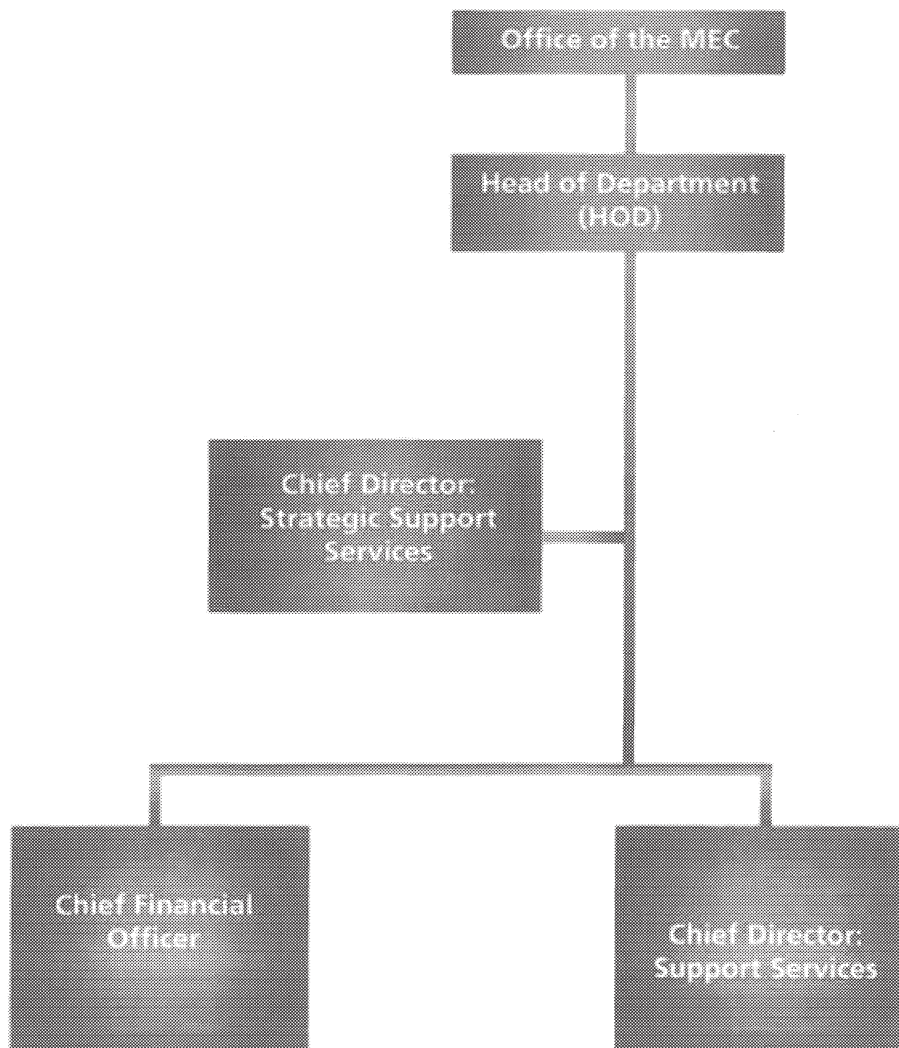 Office of the MEC
Head of Department
(HOD)
Chief Director:
Strategic Support
Services
Chief Financial
Officer
Chief Director:
Support Services